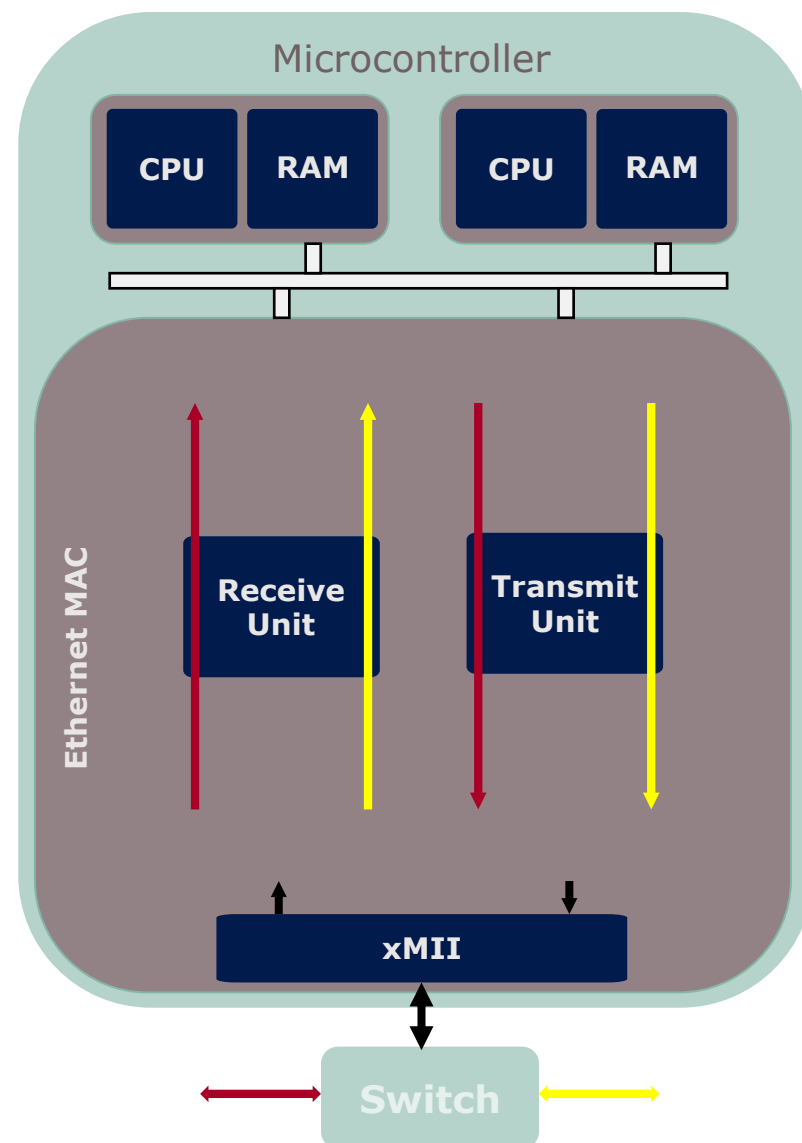 Microcontroller
CPU
RAM
CPU
RAM
Ethernet MAC
Receive
Unit
Transmit
Unit
xMII
Switch